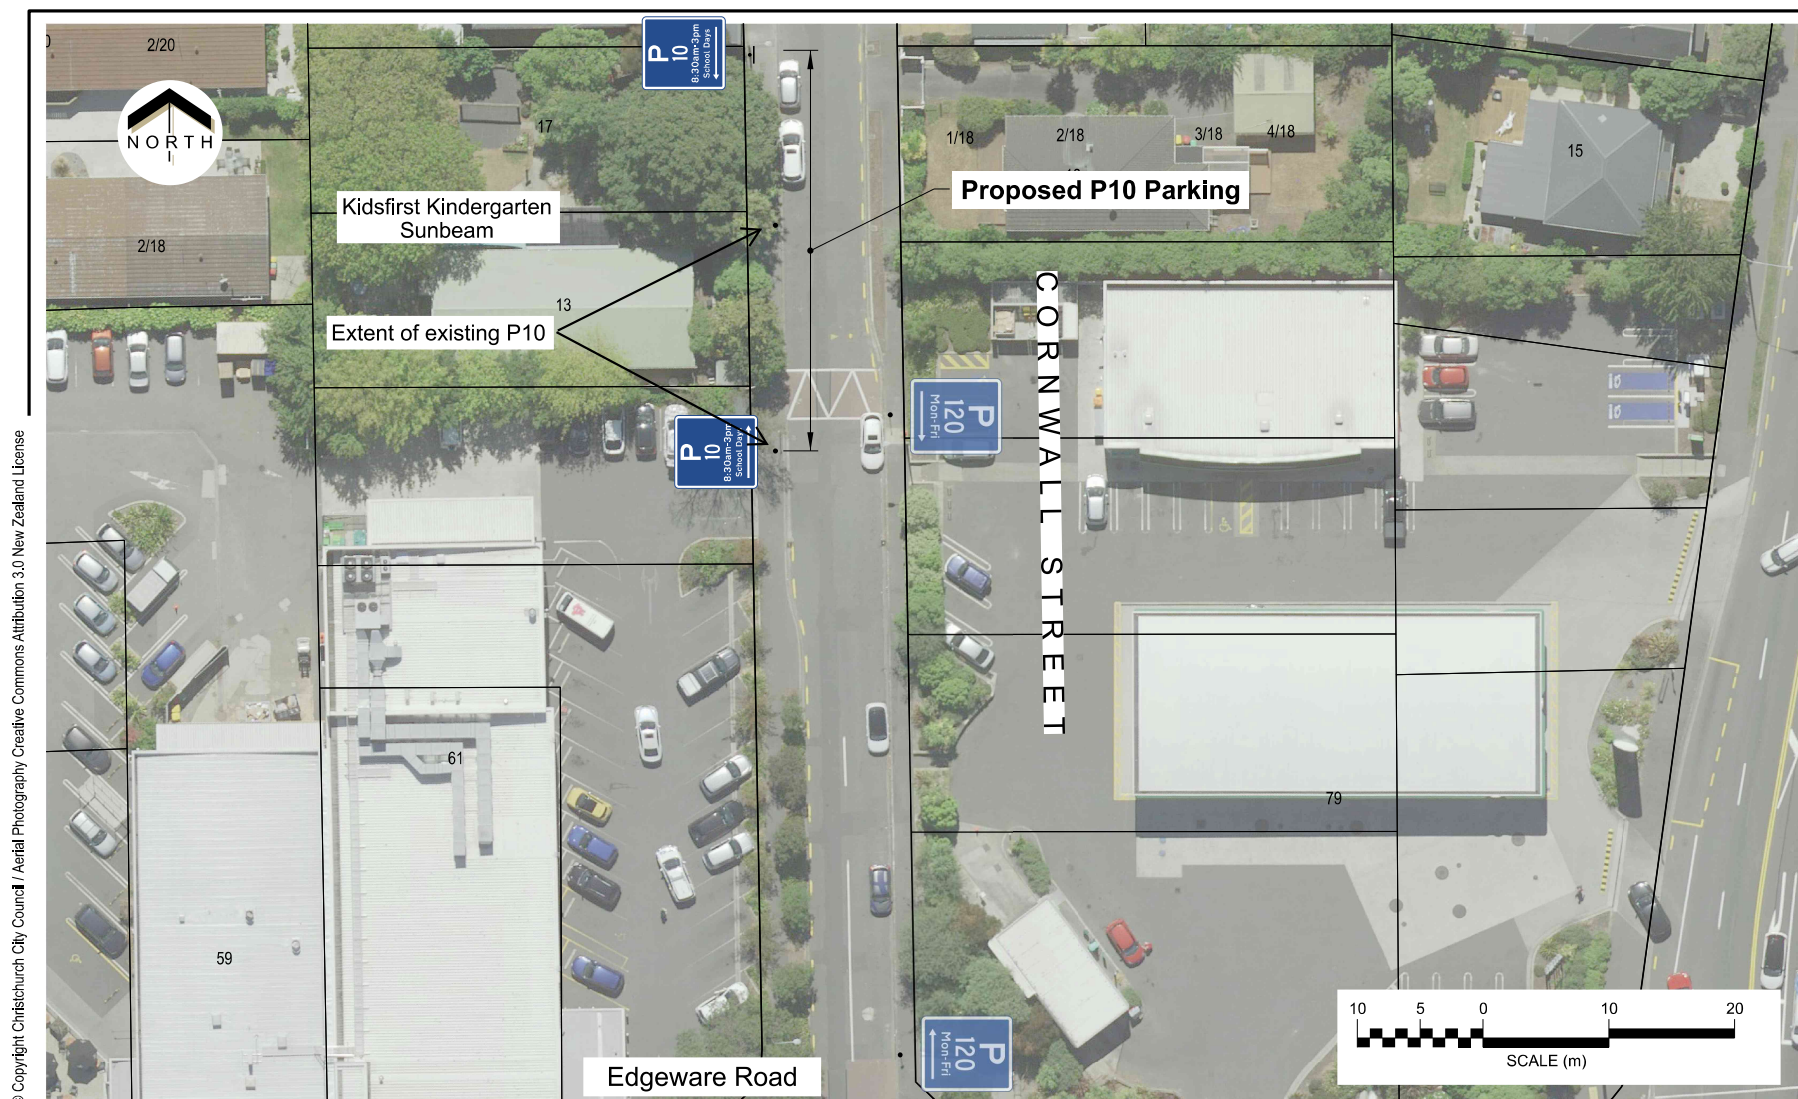 2/20
P
10
8:30am-3pm
School Days
NORTH
17
1/18
2/18
3/18
4/18
15
Proposed P10 Parking
Kidsfirst Kindergarten
Sunbeam
2/18
13
Extent of existing P10
CORNWALL STREET
P
120
Mon-Fri
P
10
8:30am-3pm
School Days
© Copyright Christchurch City Council / Aerial Photography Creative Commons Attribution 3.0 New Zealand License
61
79
59
P
120
Mon-Fri
Edgeware Road
10 5 0 10 20
SCALE (m)